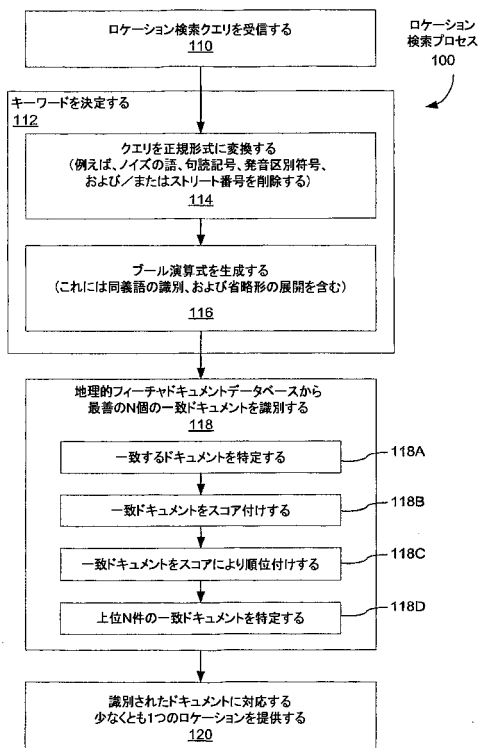 ロケーション検索クエリを受信する
110
ロケーション
検索プロセス
100
キーワードを決定する
112
クエリを正規形式に変換する
(例えば、ノイズの語、句読記号、発音区別符号、
および/またはストリート番号を削除する)
114
ブール演算式を生成する
(これには同義語の識別、および省略形の展開を含む)
116
地理的フィーチャドキュメントデータベースから
最善のN個の一致ドキュメントを識別する
118
一致するドキュメントを特定する
118A
一致ドキュメントをスコア付けする
118B
一致ドキュメントをスコアにより順位付けする
118C
上位N件の一致ドキュメントを特定する
118D
識別されたドキュメントに対応する
少なくとも1つのロケーションを提供する
120